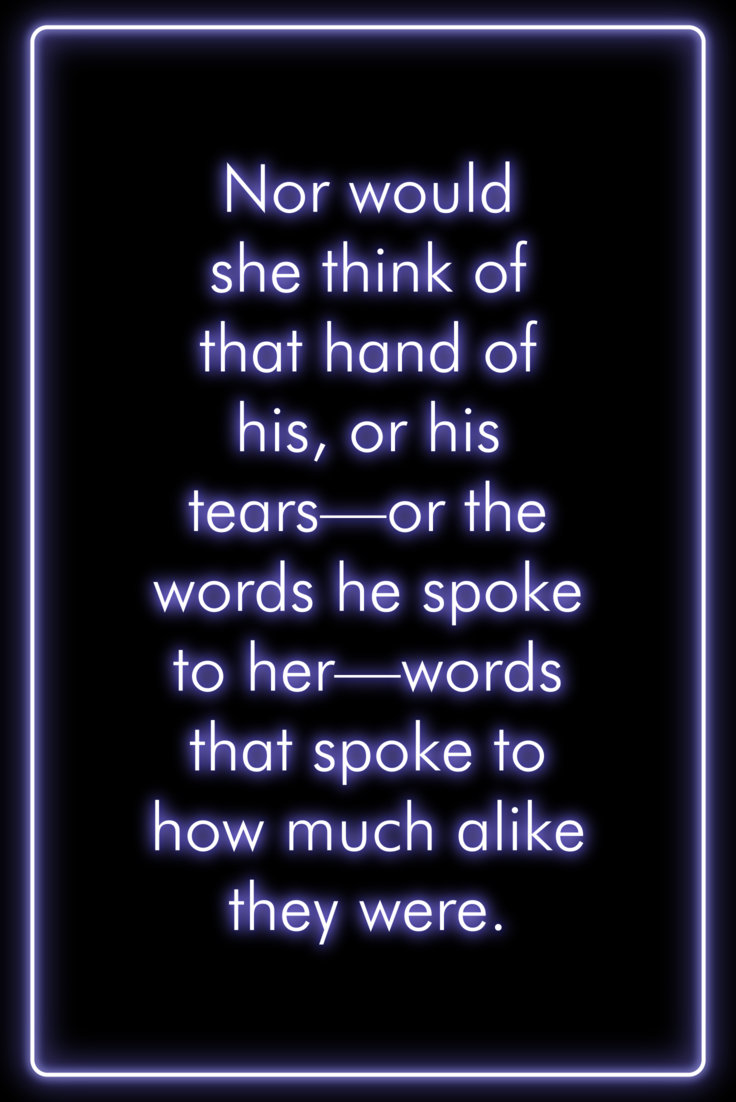 Nor would
she think of
that hand of
his, or his
tears—or the
words he spoke
to her—words
that spoke to
how much alike
they were.